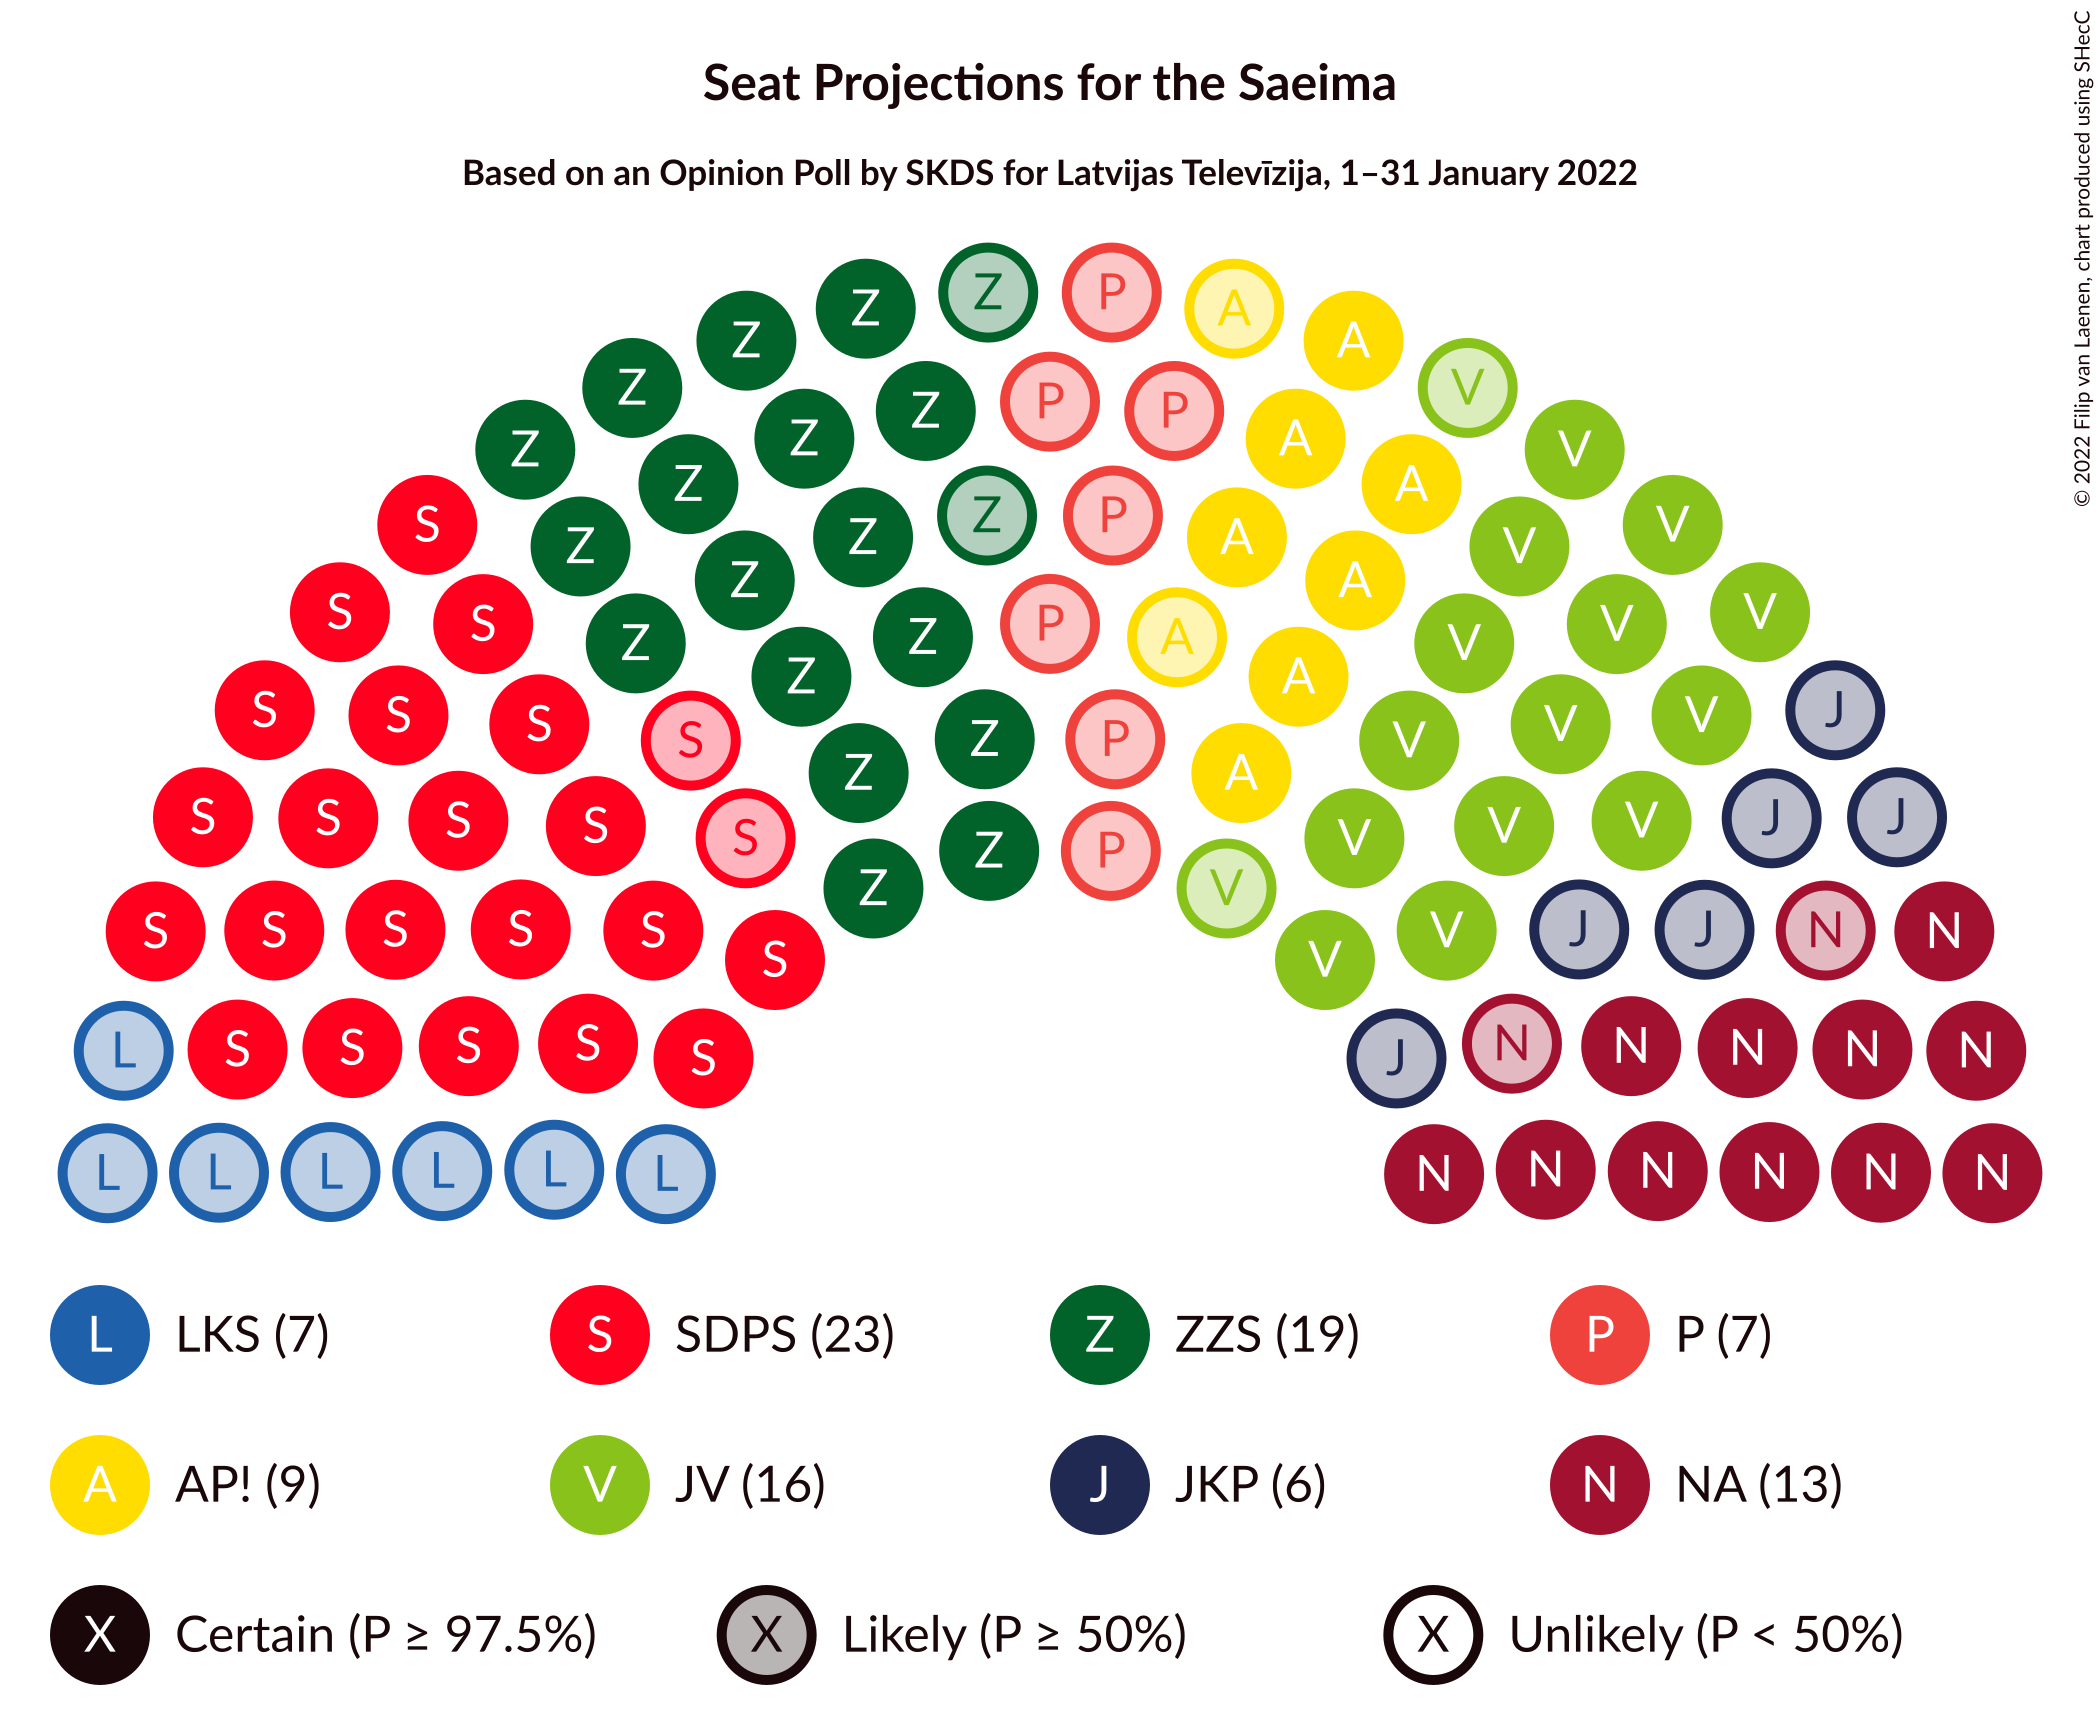 Seat Projections for the Saeima
Based on an Opinion Poll by SKDS for Latvijas Televīzija, 1–31 January 2022
© 2022 Filip van Laenen, chart produced using SHecC
Z P
Z A
Z A
Z V
Z P P
Z A
Z V
Z A
S Z P V
Z Z A V
Z A
S S P V V
Z Z A V
Z A
S S S V V J
S Z P V
Z A
S S S S V V J J
S Z P V
Z V
S S S S S V J J N N
S V
L S S S S S J N N N N N
L L L L L L N N N N N N
L LKS (7) S SDPS (23) Z ZZS (19) P P (7)
A AP! (9) V JV (16) J JKP (6) N NA (13)
X Certain (P ≥ 97.5%) X Likely (P ≥ 50%) X Unlikely (P < 50%)